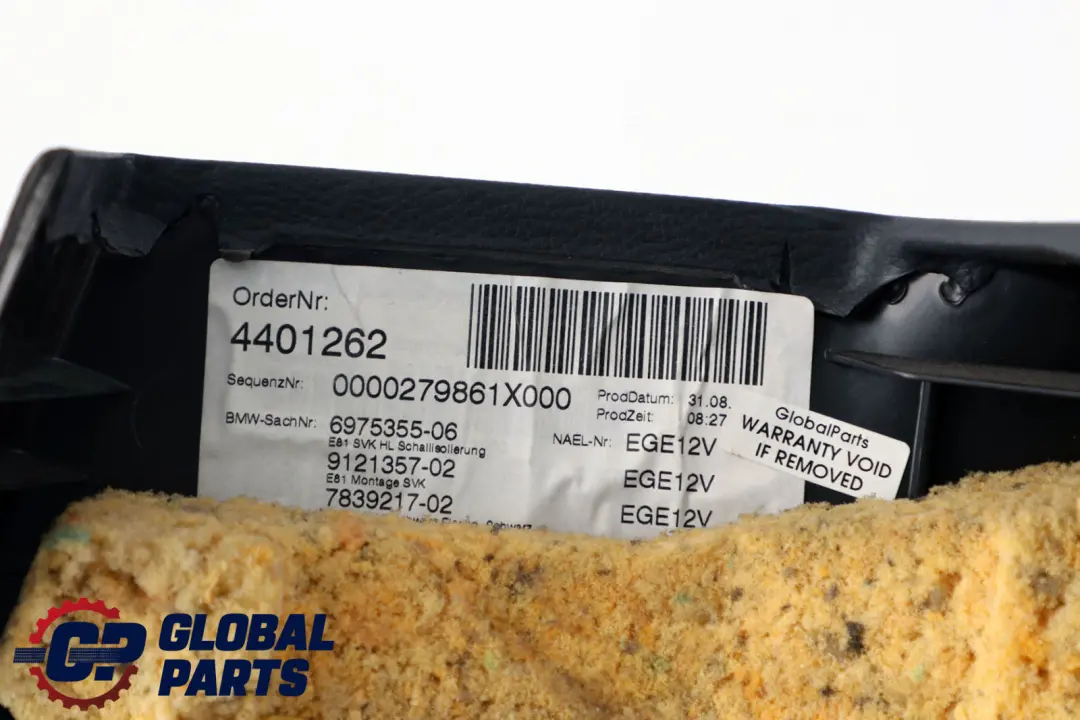 OrderNr:
4401262
SequenzNr: 0000279861X000
ProdDatum: 31.08.
ProdZeit: 08:27
BMW-SachNr: 6975355-06
E81 SVK HL Schallisolierung
NAEL-Nr: EGE12V
9121357-02
E81 Montage SVK
EGE12V
7839217-02
EGE12V
GlobalParts
WARRANTY VOID
IF REMOVED
GP GLOBAL
PARTS